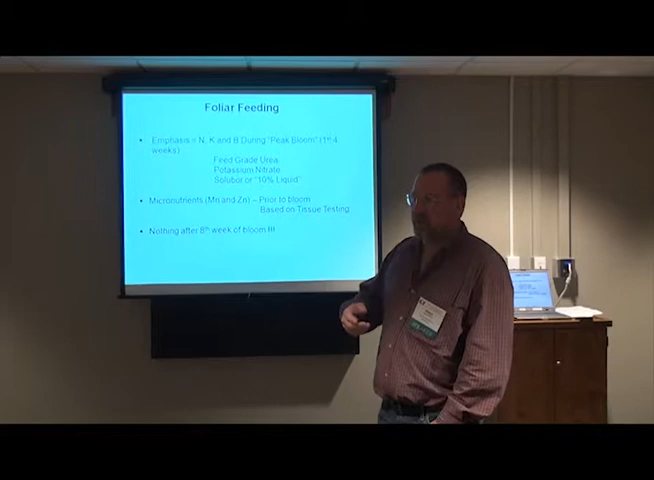 Foliar Feeding
• Emphasis = N, K and B During "Peak Bloom" (1st 4
weeks)
Feed Grade Urea
Potassium Nitrate
Solubor or "10% Liquid"
• Micronutrients (Mn and Zn) – Prior to bloom
Based on Tissue Testing
• Nothing after 8th week of bloom !!!